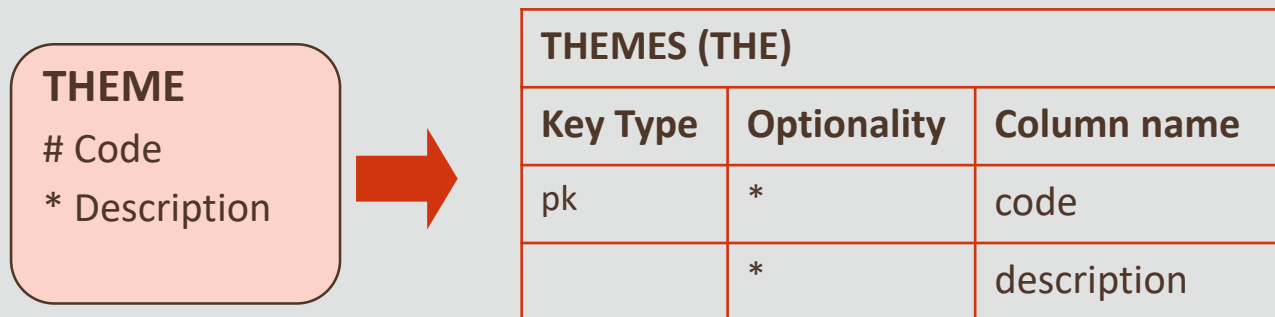 THEME
# Code
* Description
THEMES (THE)
Key Type Optionality Column name
pk * code
* description